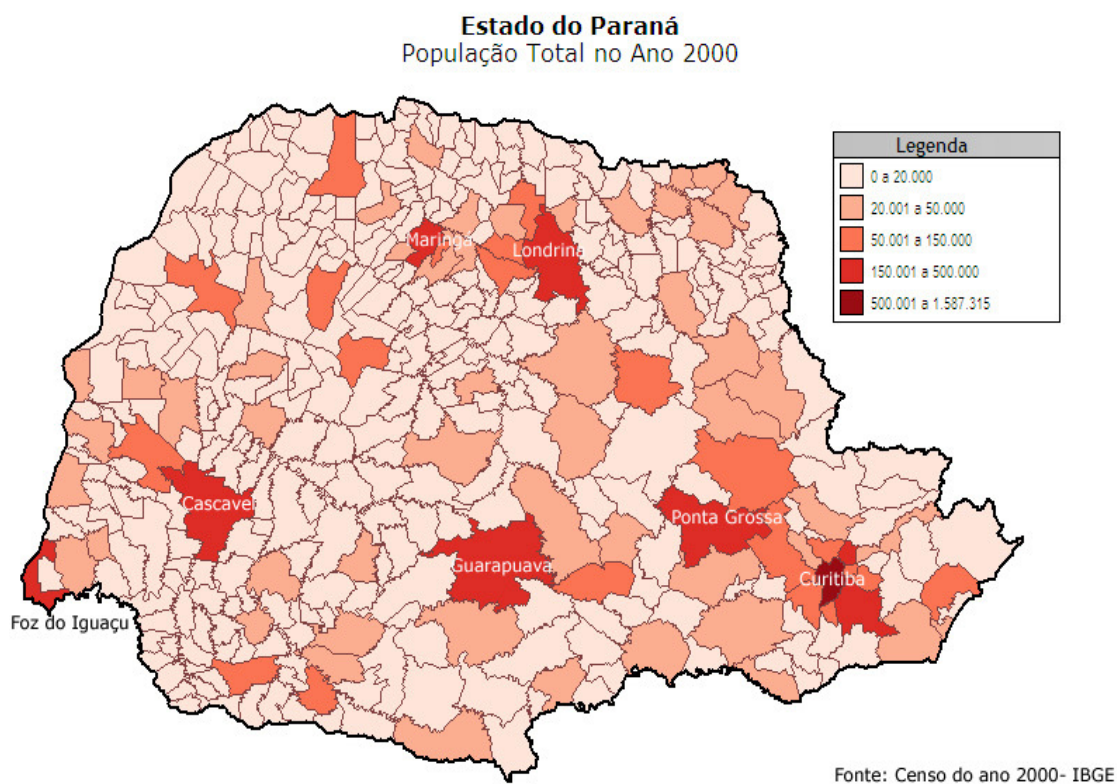 Estado do Paraná
População Total no Ano 2000
Legenda
0 a 20.000
20.001 a 50.000
50.001 a 150.000
150.001 a 500.000
500.001 a 1.587.315
Maringá
Londrina
Cascavel
Ponta Grossa
Guarapuava
Curitiba
Foz do Iguaçu
Fonte: Censo do ano 2000- IBGE